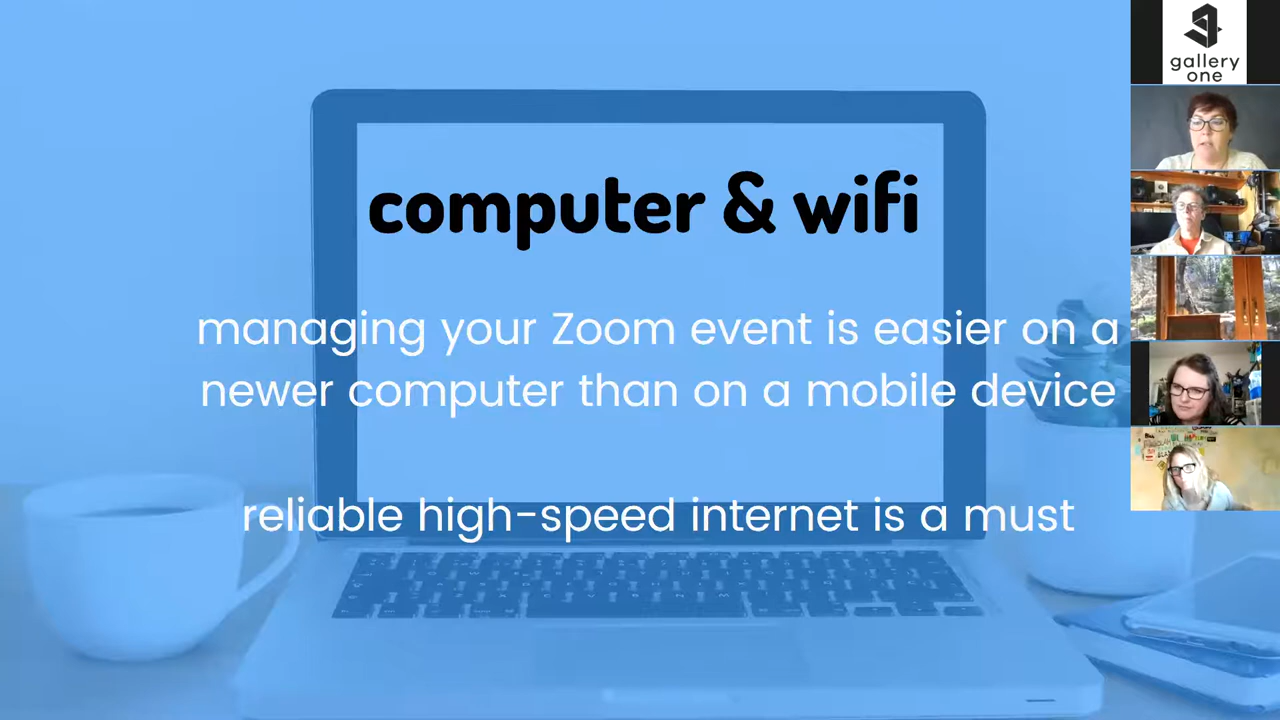 computer & wifi
managing your Zoom event is easier on a
newer computer than on a mobile device
reliable high-speed internet is a must
gallery
one